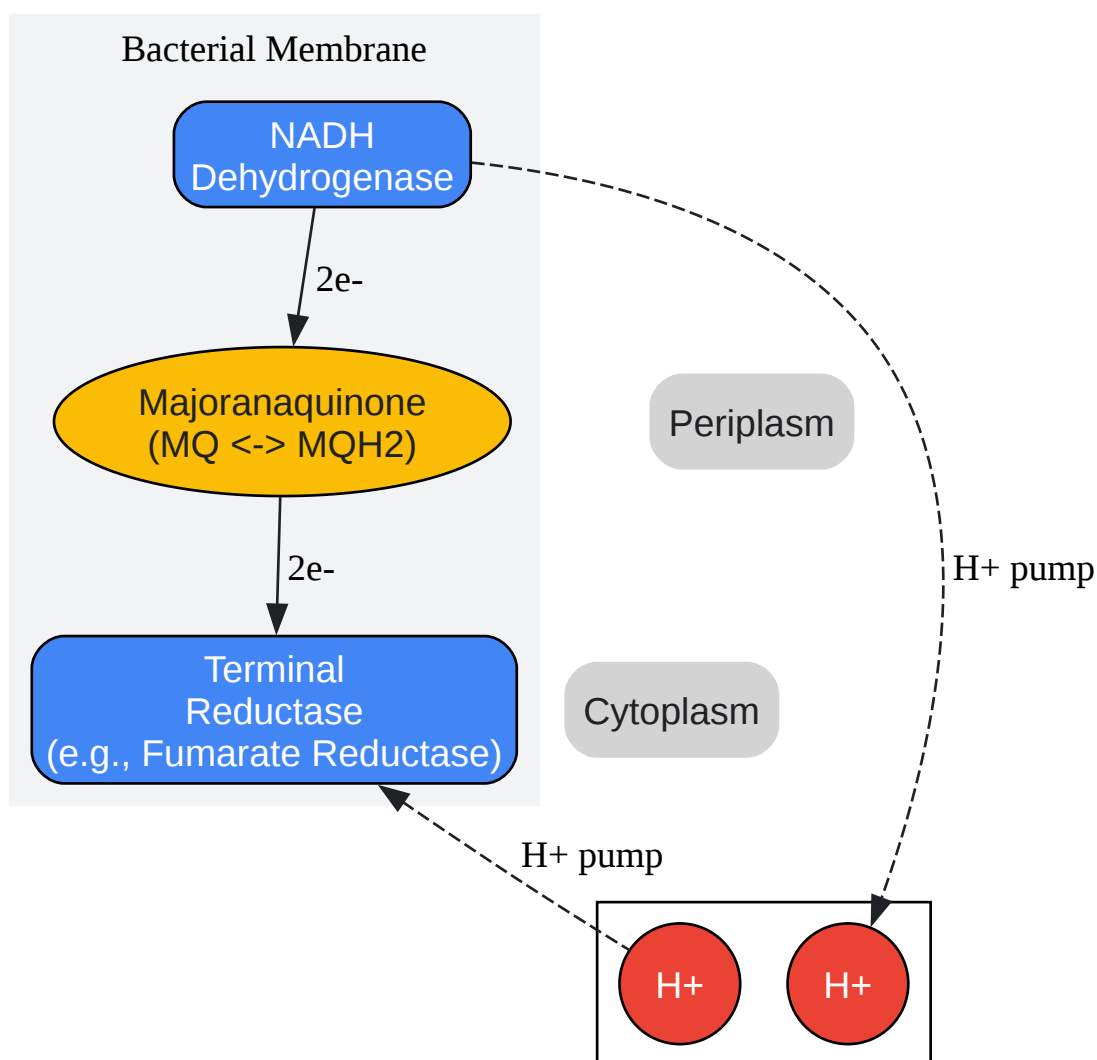 Bacterial Membrane
NADH
Dehydrogenase
2e-
Majoranaquinone
(MQ <-> MQH2)
Periplasm
2e-
H+ pump
Terminal
Reductase
(e.g., Fumarate Reductase)
Cytoplasm
H+ pump
H+
H+